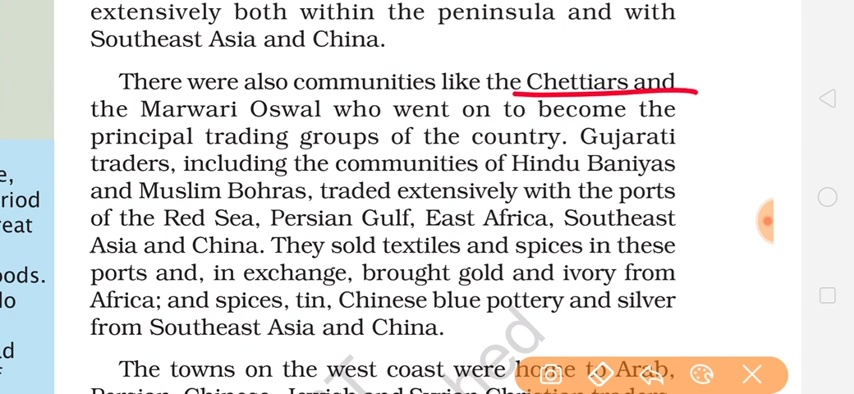 extensively both within the peninsula and with
Southeast Asia and China.
There were also communities like the Chettiars and
the Marwari Oswal who went on to become the
principal trading groups of the country. Gujarati
traders, including the communities of Hindu Baniyas
and Muslim Bohras, traded extensively with the ports
of the Red Sea, Persian Gulf, East Africa, Southeast
Asia and China. They sold textiles and spices in these
ports and, in exchange, brought gold and ivory from
Africa; and spices, tin, Chinese blue pottery and silver
from Southeast Asia and China.
The towns on the west coast were home to Arab,